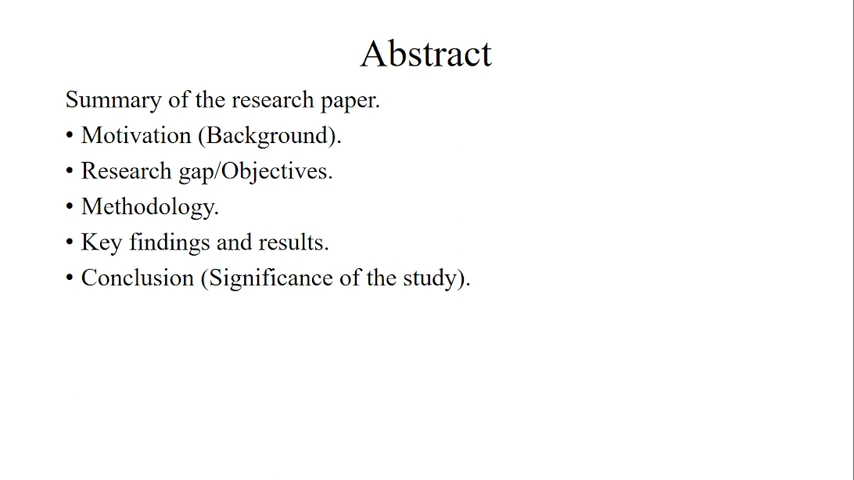 Abstract
Summary of the research paper.
• Motivation (Background).
• Research gap/Objectives.
• Methodology.
• Key findings and results.
• Conclusion (Significance of the study).